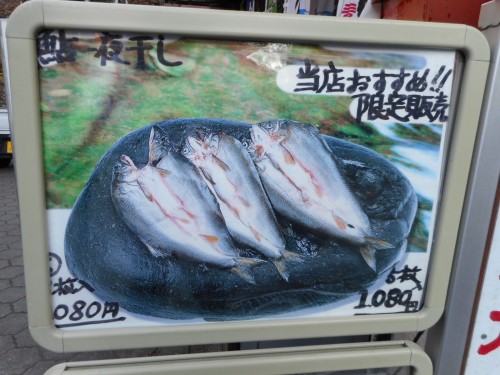 鮎一夜干し
当店おすすめ!!
限定販売
枚入
080円
枚
1.080円